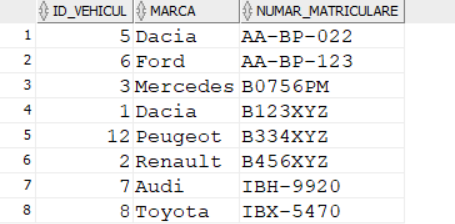 ID_VEHICUL MARCA NUMAR_MATRICULARE
1 5 Dacia AA-BP-022
2 6 Ford AA-BP-123
3 3 Mercedes B0756PM
4 1 Dacia B123XYZ
5 12 Peugeot B334XYZ
6 2 Renault B456XYZ
7 7 Audi IBH-9920
8 8 Toyota IBX-5470